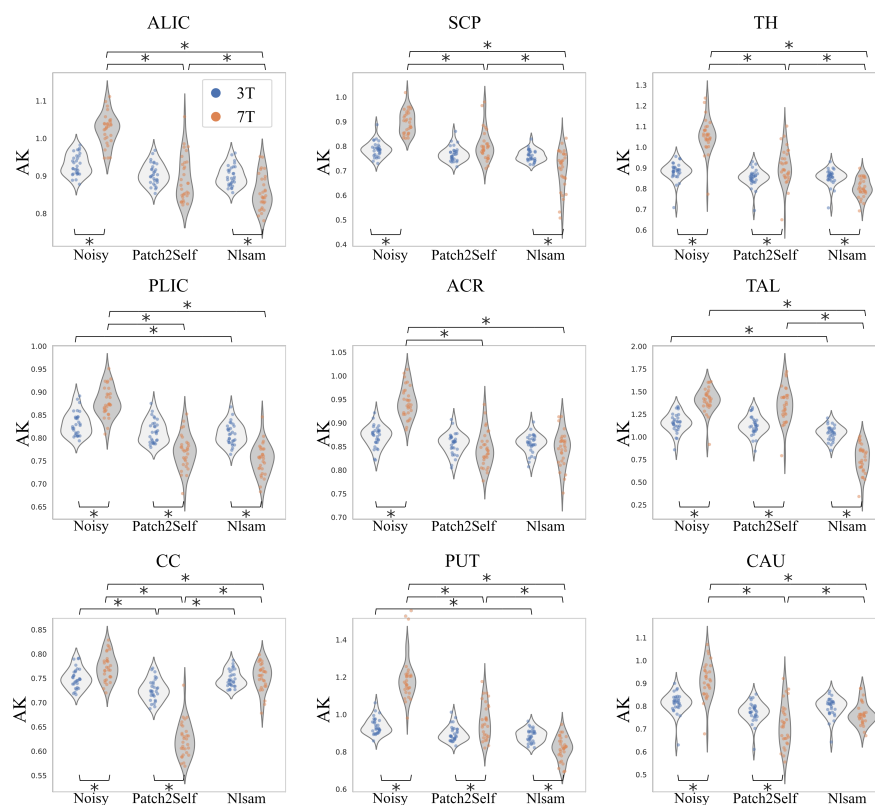 ALIC SCP TH
* * *
* * * * * *
3T
7T
1.1
1.0
0.9
0.8
AK
1.0
0.9
0.8
0.7
0.6
0.5
0.4
AK
1.3
1.2
1.1
1.0
0.9
0.8
0.7
0.6
AK
* * * * * * *
Noisy Patch2Self Nlsam Noisy Patch2Self Nlsam Noisy Patch2Self Nlsam
PLIC ACR TAL
* * *
* * *
* *
1.00
0.95
0.90
0.85
0.80
0.75
0.70
0.65
AK
1.05
1.00
0.95
0.90
0.85
0.80
0.75
0.70
AK
2.00
1.75
1.50
1.25
1.00
0.75
0.50
0.25
AK
* * * * * *
Noisy Patch2Self Nlsam Noisy Patch2Self Nlsam Noisy Patch2Self Nlsam
CC PUT CAU
* * *
* * * * * *
* * *
0.85
0.80
0.75
0.70
0.65
0.60
0.55
AK
1.4
1.2
1.0
0.8
0.6
AK
1.1
1.0
0.9
0.8
0.7
0.6
0.5
AK
* * * * * * *
Noisy Patch2Self Nlsam Noisy Patch2Self Nlsam Noisy Patch2Self Nlsam